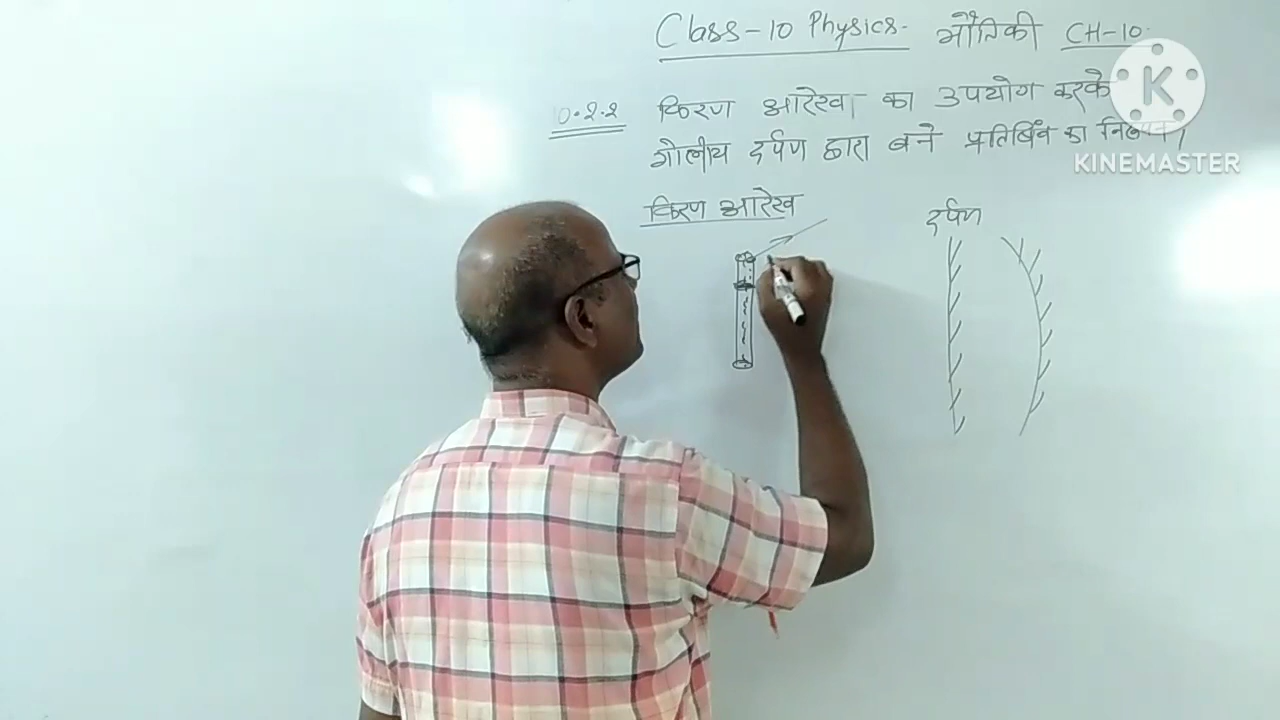 Class-10 Physics. भौतिकी CH-10.
10.2.2 किरण आरेख का उपयोग करके
गोलीय दर्पण द्वारा बने प्रतिबिंब का
किरण आरेख
दर्पण
K
KINEMASTER